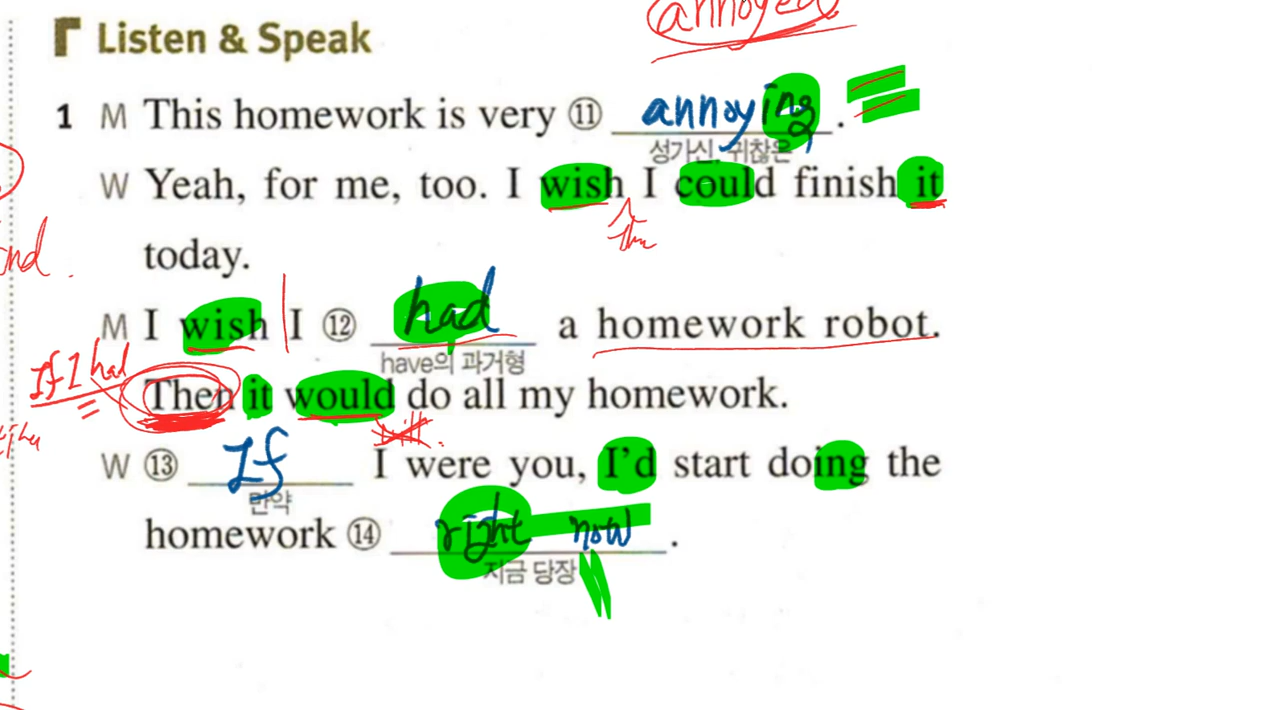 annoyed
Listen & Speak
1 M This homework is very ⑪ annoying.
성가신, 귀찮은
W Yeah, for me, too. I wish I could finish it
today.
M I wish I ⑫ had a homework robot.
have의 과거형
If I had
Then it would do all my homework.
will.
W ⑬ If I were you, I'd start doing the
만약
homework ⑭ right now.
지금 당장